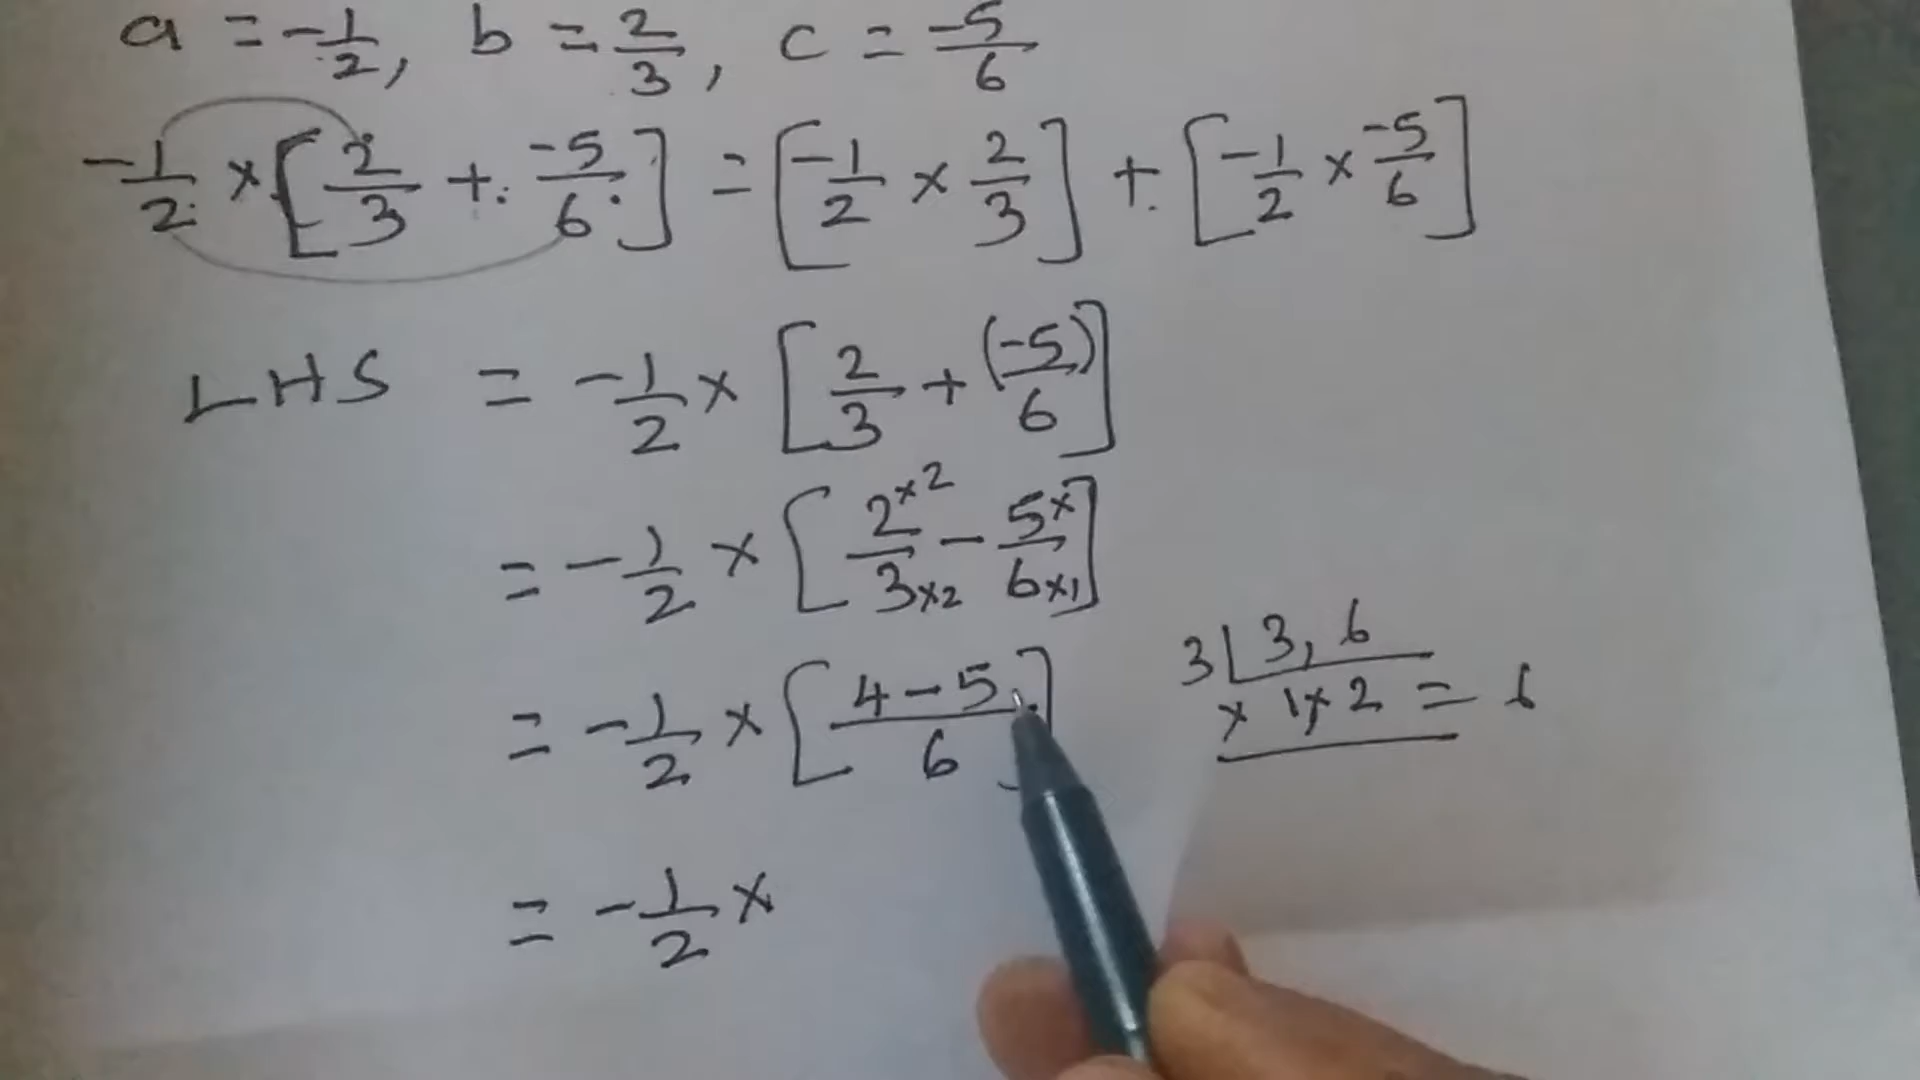 a = -1/2, b = 2/3, c = -5/6
-1/2 × [2/3 + -5/6] = [-1/2 × 2/3] + [-1/2 × -5/6]
LHS = -1/2 × [2/3 + (-5)/6]
= -1/2 × [2×2/3×2 - 5×/6×1]
= -1/2 × [4-5/6]
3 | 3, 6
× 1 × 2 = 6
= -1/2 ×